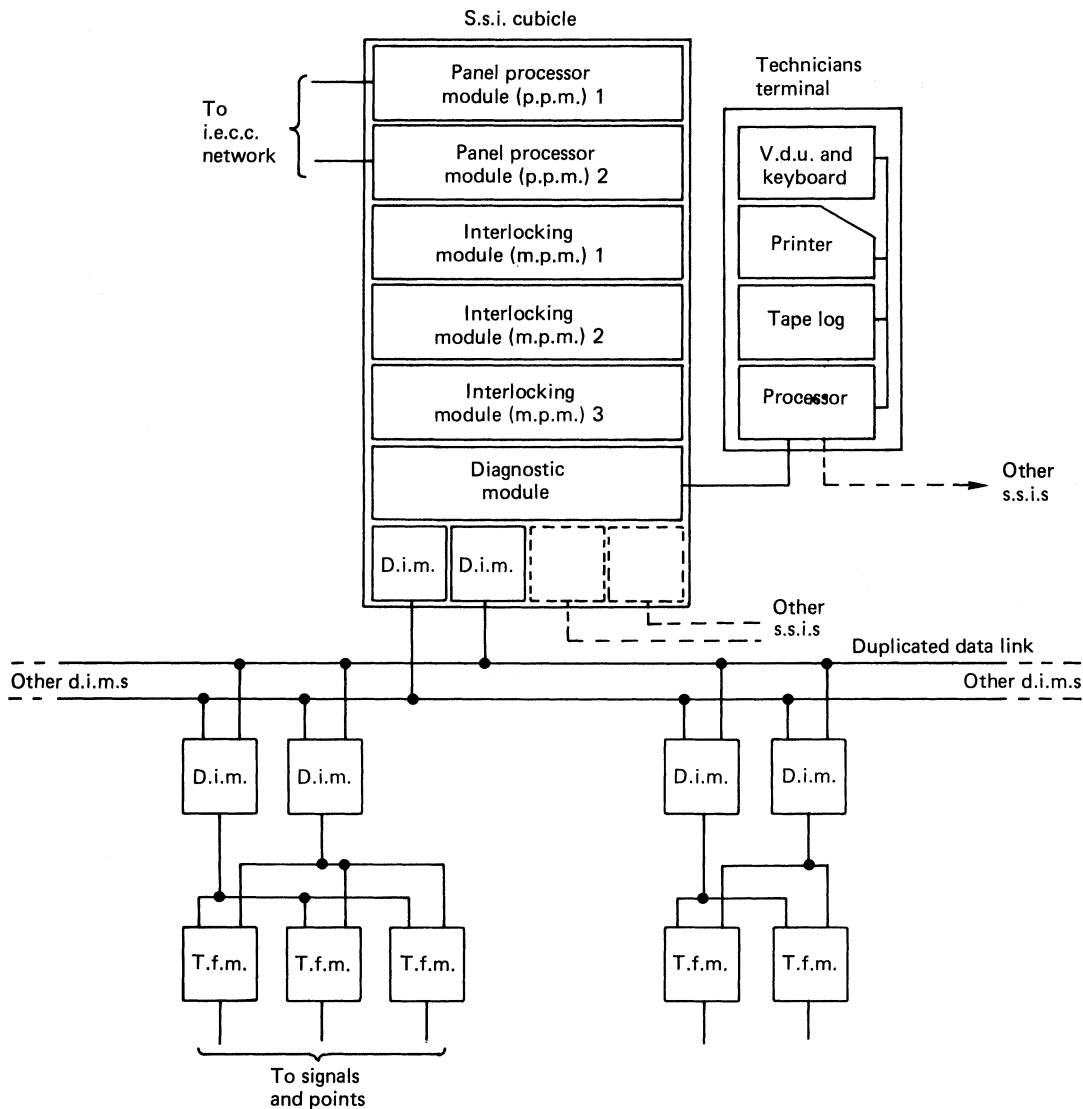 S.s.i. cubicle
Panel processor
module (p.p.m.) 1
To
i.e.c.c.
network
Panel processor
module (p.p.m.) 2
Interlocking
module (m.p.m.) 1
Interlocking
module (m.p.m.) 2
Interlocking
module (m.p.m.) 3
Diagnostic
module
D.i.m.
D.i.m.
Technicians
terminal
V.d.u. and
keyboard
Printer
Tape log
Processor
Other
s.s.i.s
Other
s.s.i.s
Duplicated data link
Other d.i.m.s
Other d.i.m.s
D.i.m.
D.i.m.
D.i.m.
D.i.m.
T.f.m.
T.f.m.
T.f.m.
T.f.m.
T.f.m.
To signals
and points